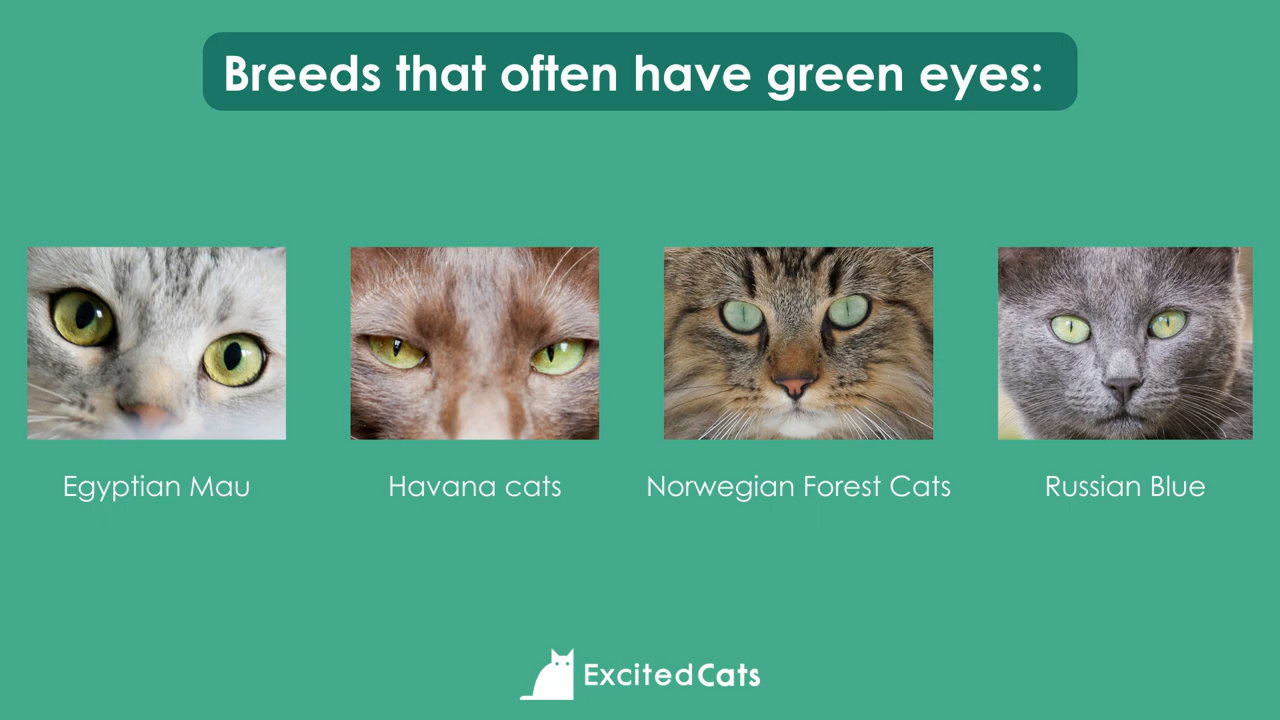 Breeds that often have green eyes:
Egyptian Mau
Havana cats
Norwegian Forest Cats
Russian Blue
ExcitedCats